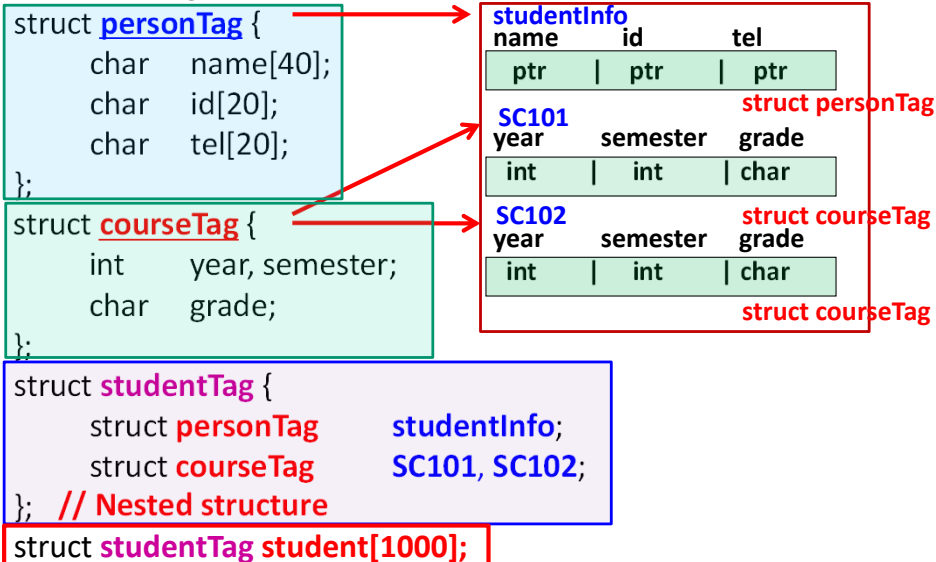 struct personTag {
char name[40];
char id[20];
char tel[20];
};
struct courseTag {
int year, semester;
char grade;
};
struct studentTag {
struct personTag studentInfo;
struct courseTag SC101, SC102;
}; // Nested structure
struct studentTag student[1000];
studentInfo
name id tel
ptr | ptr | ptr
struct personTag
SC101
year semester grade
int | int | char
struct courseTag
SC102
year semester grade
int | int | char
struct courseTag